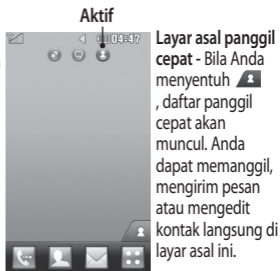 Aktif
04:47
Layar asal panggil
cepat - Bila Anda
menyentuh
, daftar panggil
cepat akan
muncul. Anda
dapat memanggil,
mengirim pesan
atau mengedit
kontak langsung di
layar asal ini.